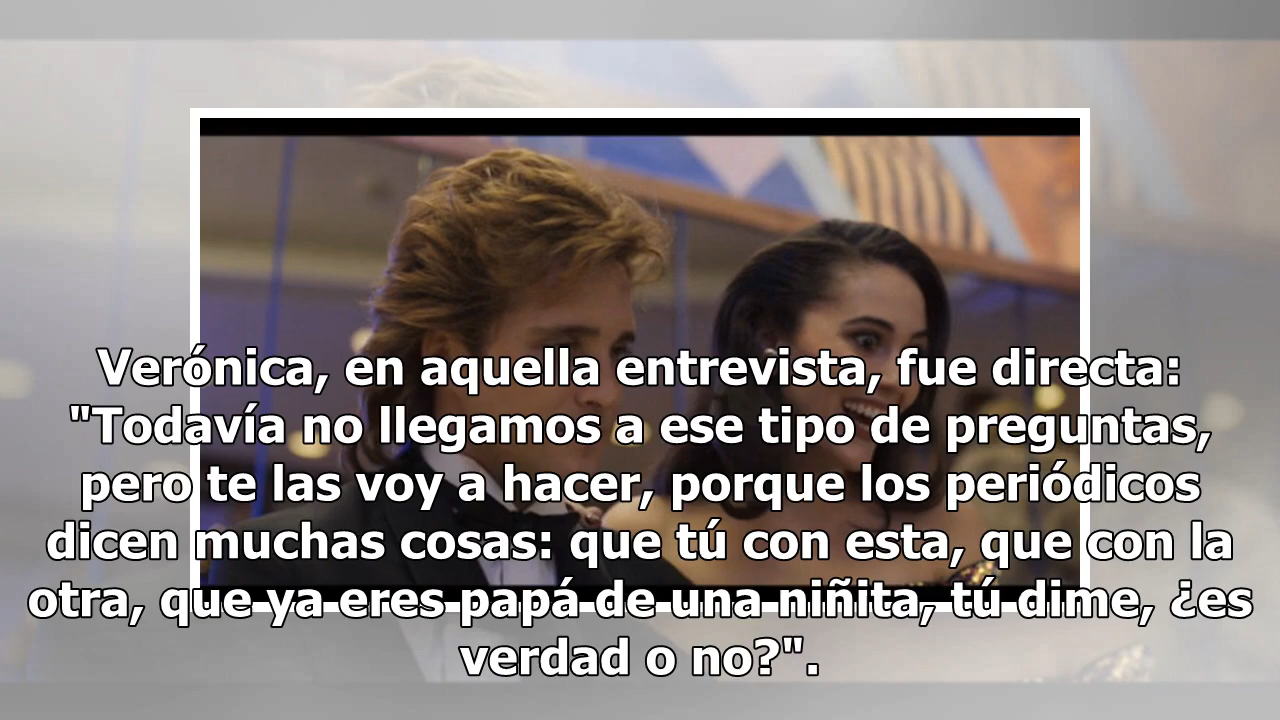 Verónica, en aquella entrevista, fue directa:
"Todavía no llegamos a ese tipo de preguntas,
pero te las voy a hacer, porque los periódicos
dicen muchas cosas: que tú con esta, que con la
otra, que ya eres papá de una niñita, tú dime, ¿es
verdad o no?".